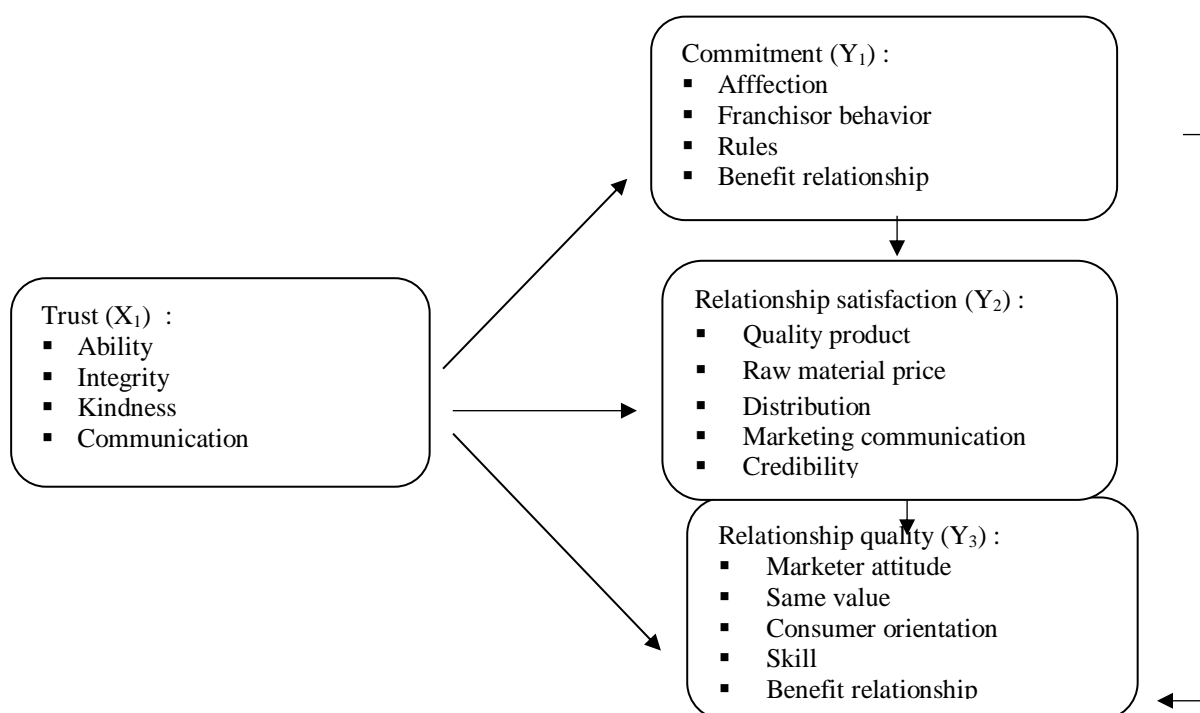 Commitment (Y₁) :
▪ Afffection
▪ Franchisor behavior
▪ Rules
▪ Benefit relationship
Trust (X₁) :
▪ Ability
▪ Integrity
▪ Kindness
▪ Communication
Relationship satisfaction (Y₂) :
▪ Quality product
▪ Raw material price
▪ Distribution
▪ Marketing communication
▪ Credibility
Relationship quality (Y₃) :
▪ Marketer attitude
▪ Same value
▪ Consumer orientation
▪ Skill
▪ Benefit relationship